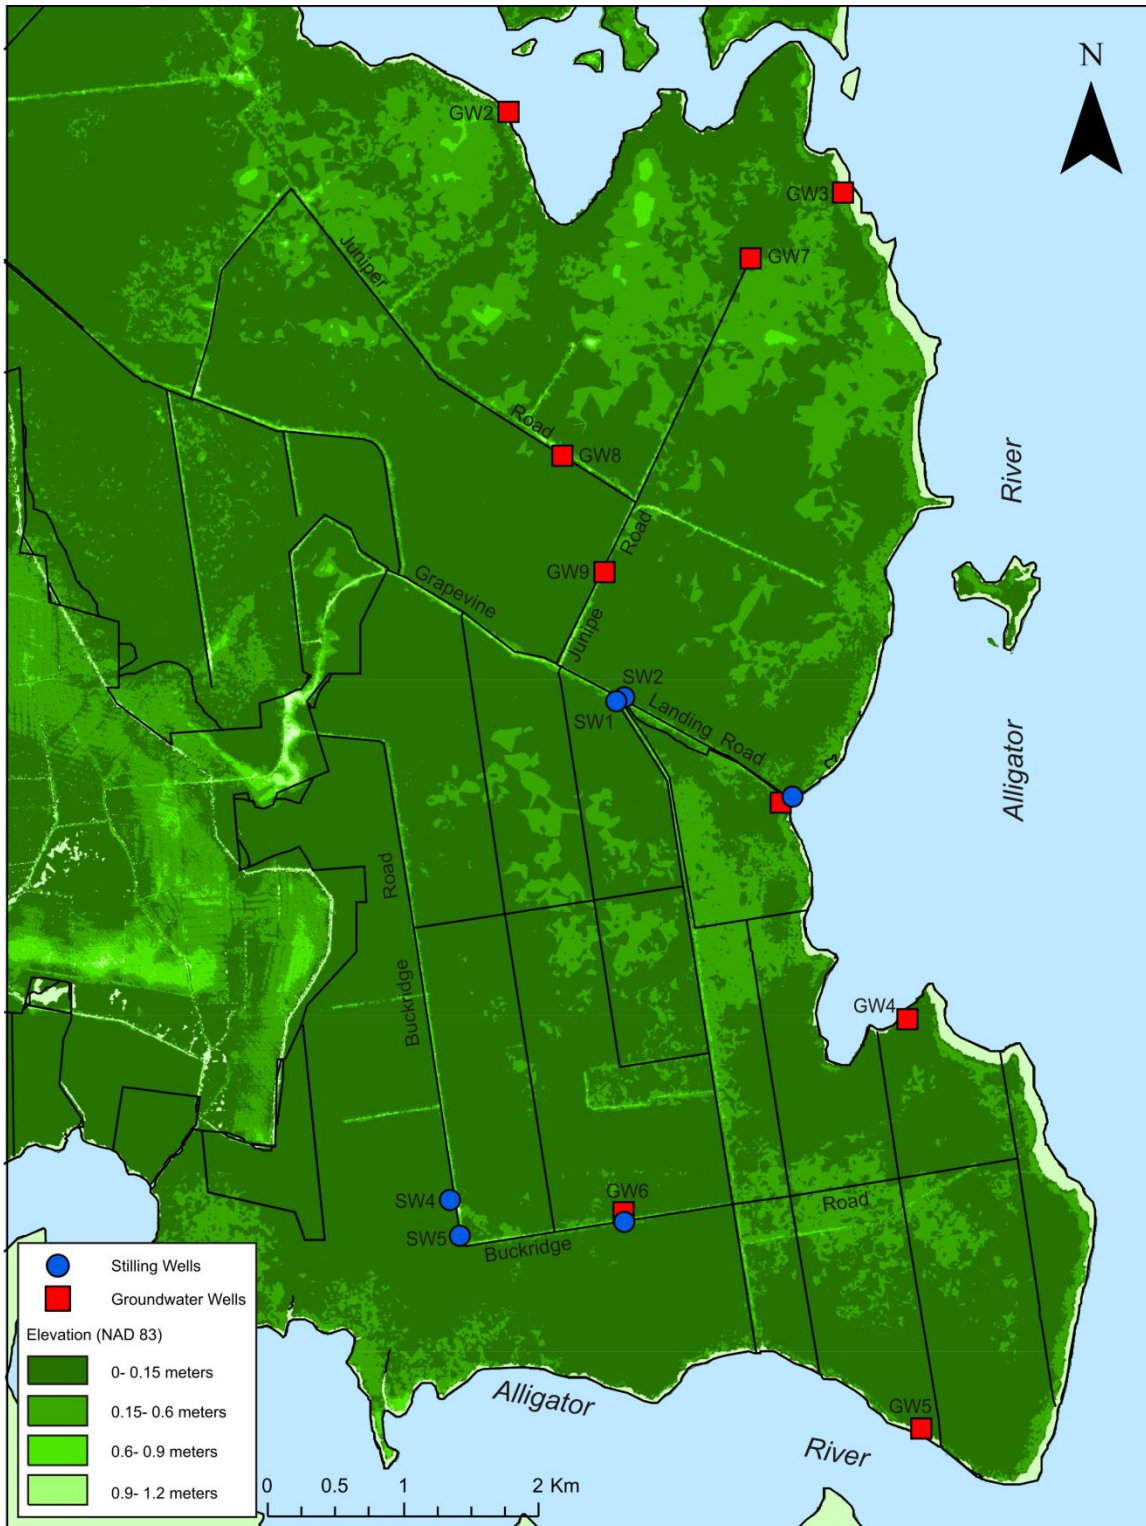 N
GW2
GW3
GW7
Juniper
Road
GW8
River
Road
GW9
Grapevine
Junipe
SW2
SW1
Landing Road
Alligator
Road
Buckridge
GW4
SW4
GW6
Road
SW5
Buckridge
Stilling Wells
Groundwater Wells
Elevation (NAD 83)
0- 0.15 meters
0.15- 0.6 meters
0.6- 0.9 meters
0.9- 1.2 meters
Alligator
GW5
River
0 0.5 1 2 Km